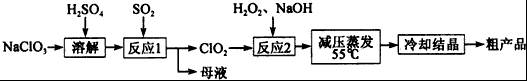 H₂SO₄ SO₂ H₂O₂、NaOH
NaClO₃ 溶解 反应1 ClO₂ 反应2 减压蒸发 55℃ 冷却结晶 粗产品
母液